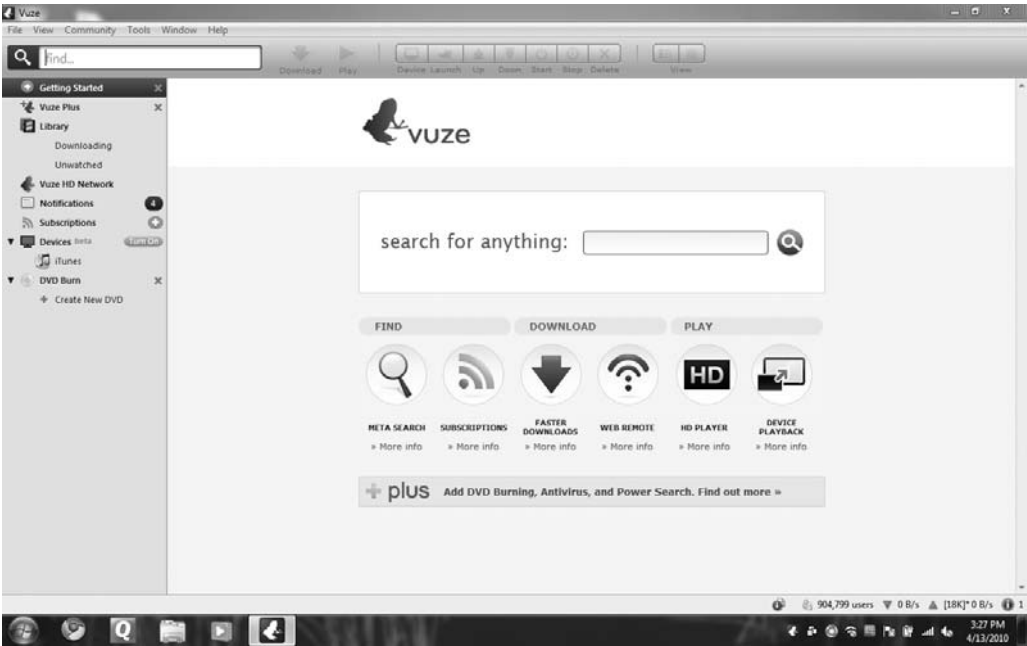 Vuze
File View Community Tools Window Help
find...
Download Play Device Launch Up Down Start Stop Delete View
Getting Started
Vuze Plus
Library
Downloading
Unwatched
Vuze HD Network
Notifications 4
Subscriptions
Devices beta Turn On
iTunes
DVD Burn
Create New DVD
vuze
search for anything:
FIND DOWNLOAD PLAY
HD
META SEARCH SUBSCRIPTIONS FASTER DOWNLOADS WEB REMOTE HD PLAYER DEVICE PLAYBACK
» More info » More info » More info » More info » More info » More info
plus Add DVD Burning, Antivirus, and Power Search. Find out more »
904,799 users 0 B/s [18K]* 0 B/s 1
Q
3:27 PM
4/13/2010